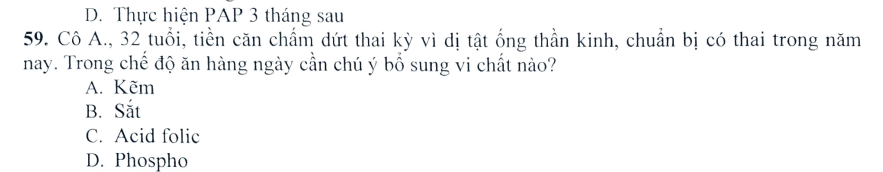 D. Thực hiện PAP 3 tháng sau
59. Cô A., 32 tuổi, tiền căn chấm dứt thai kỳ vì dị tật ống thần kinh, chuẩn bị có thai trong năm
nay. Trong chế độ ăn hàng ngày cần chú ý bổ sung vi chất nào?
A. Kẽm
B. Sắt
C. Acid folic
D. Phospho